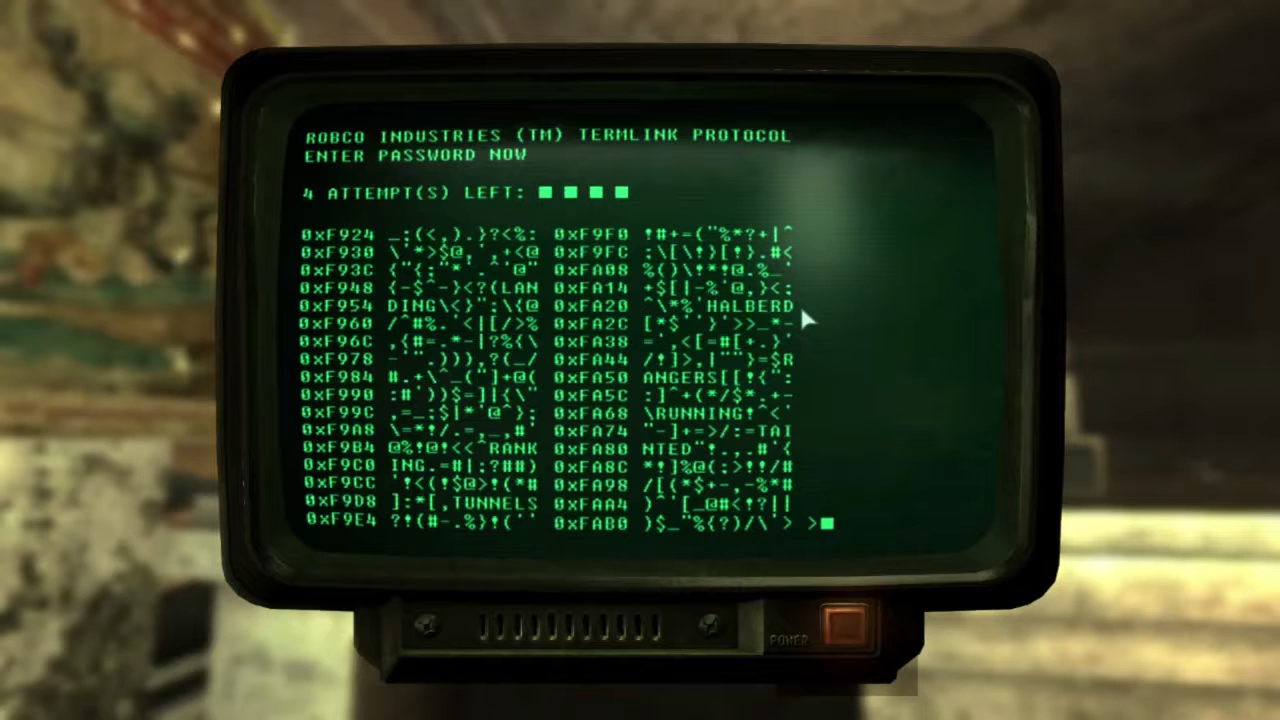 ROBCO INDUSTRIES (TM) TERMLINK PROTOCOL
ENTER PASSWORD NOW
4 ATTEMPT(S) LEFT: ■ ■ ■ ■
0xF924 _;(<,).}?<%: 0xF9F0 !#+=("%*?+|^
0xF930 \'*>$@,',+<@ 0xF9FC ;\[\!}[!}.#<
0xF93C {"{;"*'.^'@" 0xFA08 %()\!*!@.%_'
0xF948 {-$^-}<?(LAN 0xFA14 +$[|-%'@,}<:
0xF954 DING\<}":\{@ 0xFA20 ^\*%'HALBERD
0xF960 /^#%.'<|[/>% 0xFA2C [*$''}'>>_*-
0xF96C ,{#=.*-|?%{\ 0xFA38 =',<[=#[+.}'
0xF978 -'".))),?(_/ 0xFA44 /!]>,|""}=$R
0xF984 #.+\^_("]+@( 0xFA50 ANGERS[[!{":
0xF990 :#'))$=]|{\" 0xFA5C :]^+(*/$*.+-
0xF99C ,=_:$|*'@^}; 0xFA68 \RUNNING!^<'
0xF9A8 \=*!/.=,_,#' 0xFA74 "-]+=>/:=TAI
0xF9B4 @%!@!<<^RANK 0xFA80 NTED"!.,.#'{
0xF9C0 ING.=#|:?##) 0xFA8C *!]%@(:>!!/#
0xF9CC '!<(!$@>!(*# 0xFA98 /[(*$+-,-%*#
0xF9D8 ]:*[,TUNNELS 0xFAA4 )^'[_@#<!?||
0xF9E4 ?!(#-.%}!('' 0xFAB0 )$_"%{?)/\'> >■
POWER